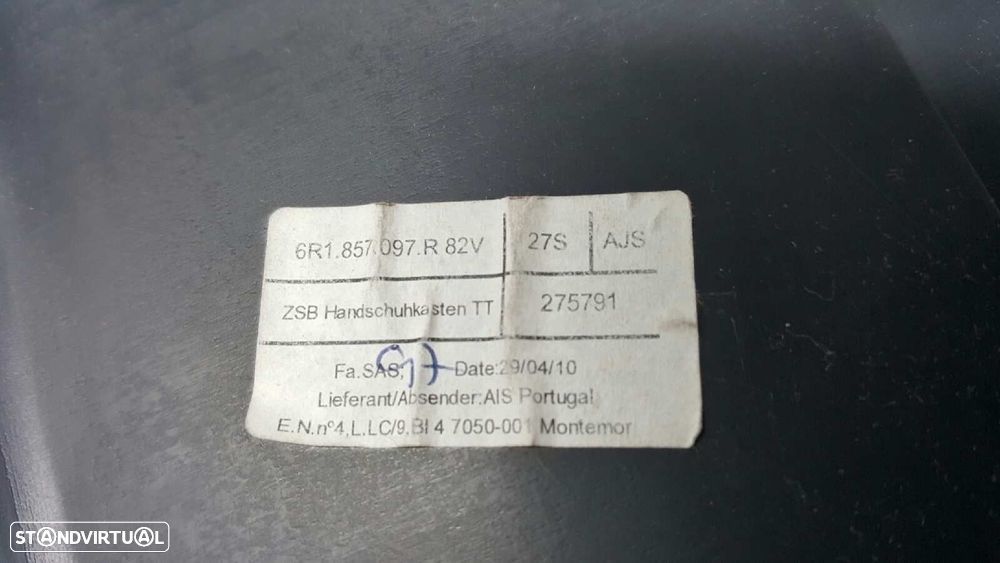 6R1.857.097.R 82V 27S AJS
ZSB Handschuhkasten TT 275791
Fa.SAS; Date:29/04/10
Lieferant/Absender:AIS Portugal
E.N.nº4,L.LC/9,Bl 4 7050-001 Montemor
STANDVIRTUAL